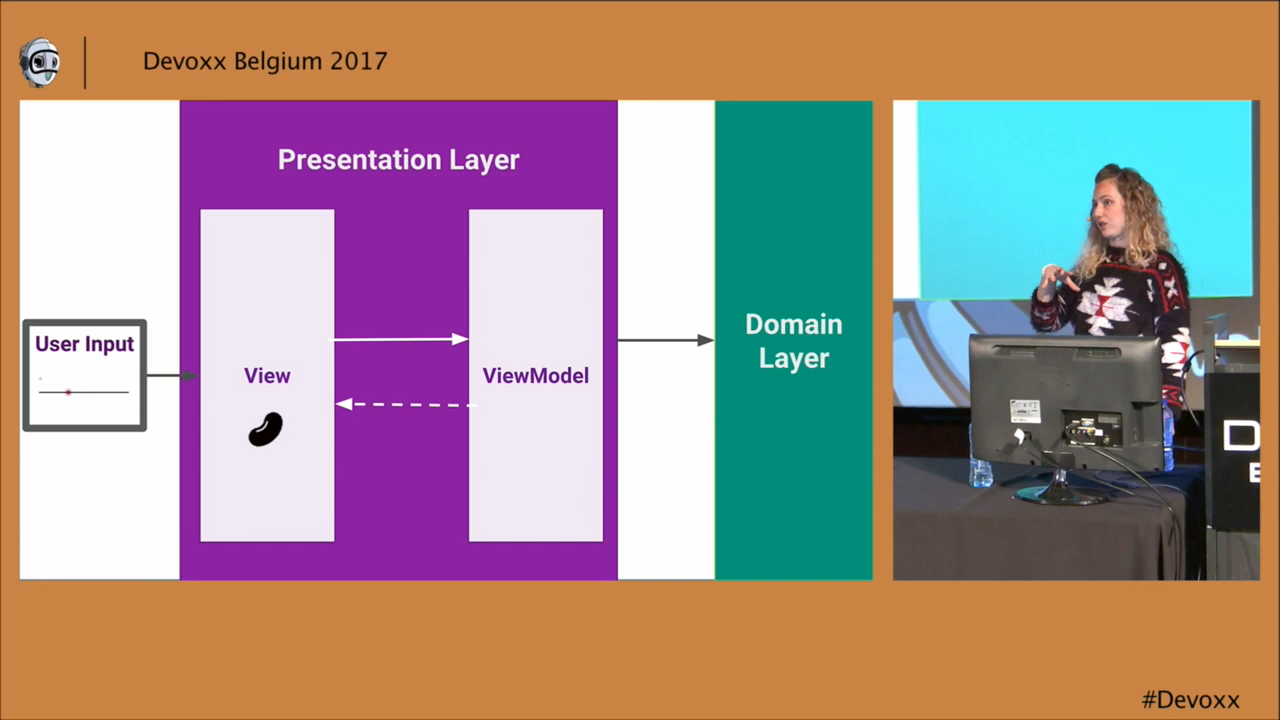 Devoxx Belgium 2017
Presentation Layer
User Input
View
ViewModel
Domain
Layer
#Devoxx